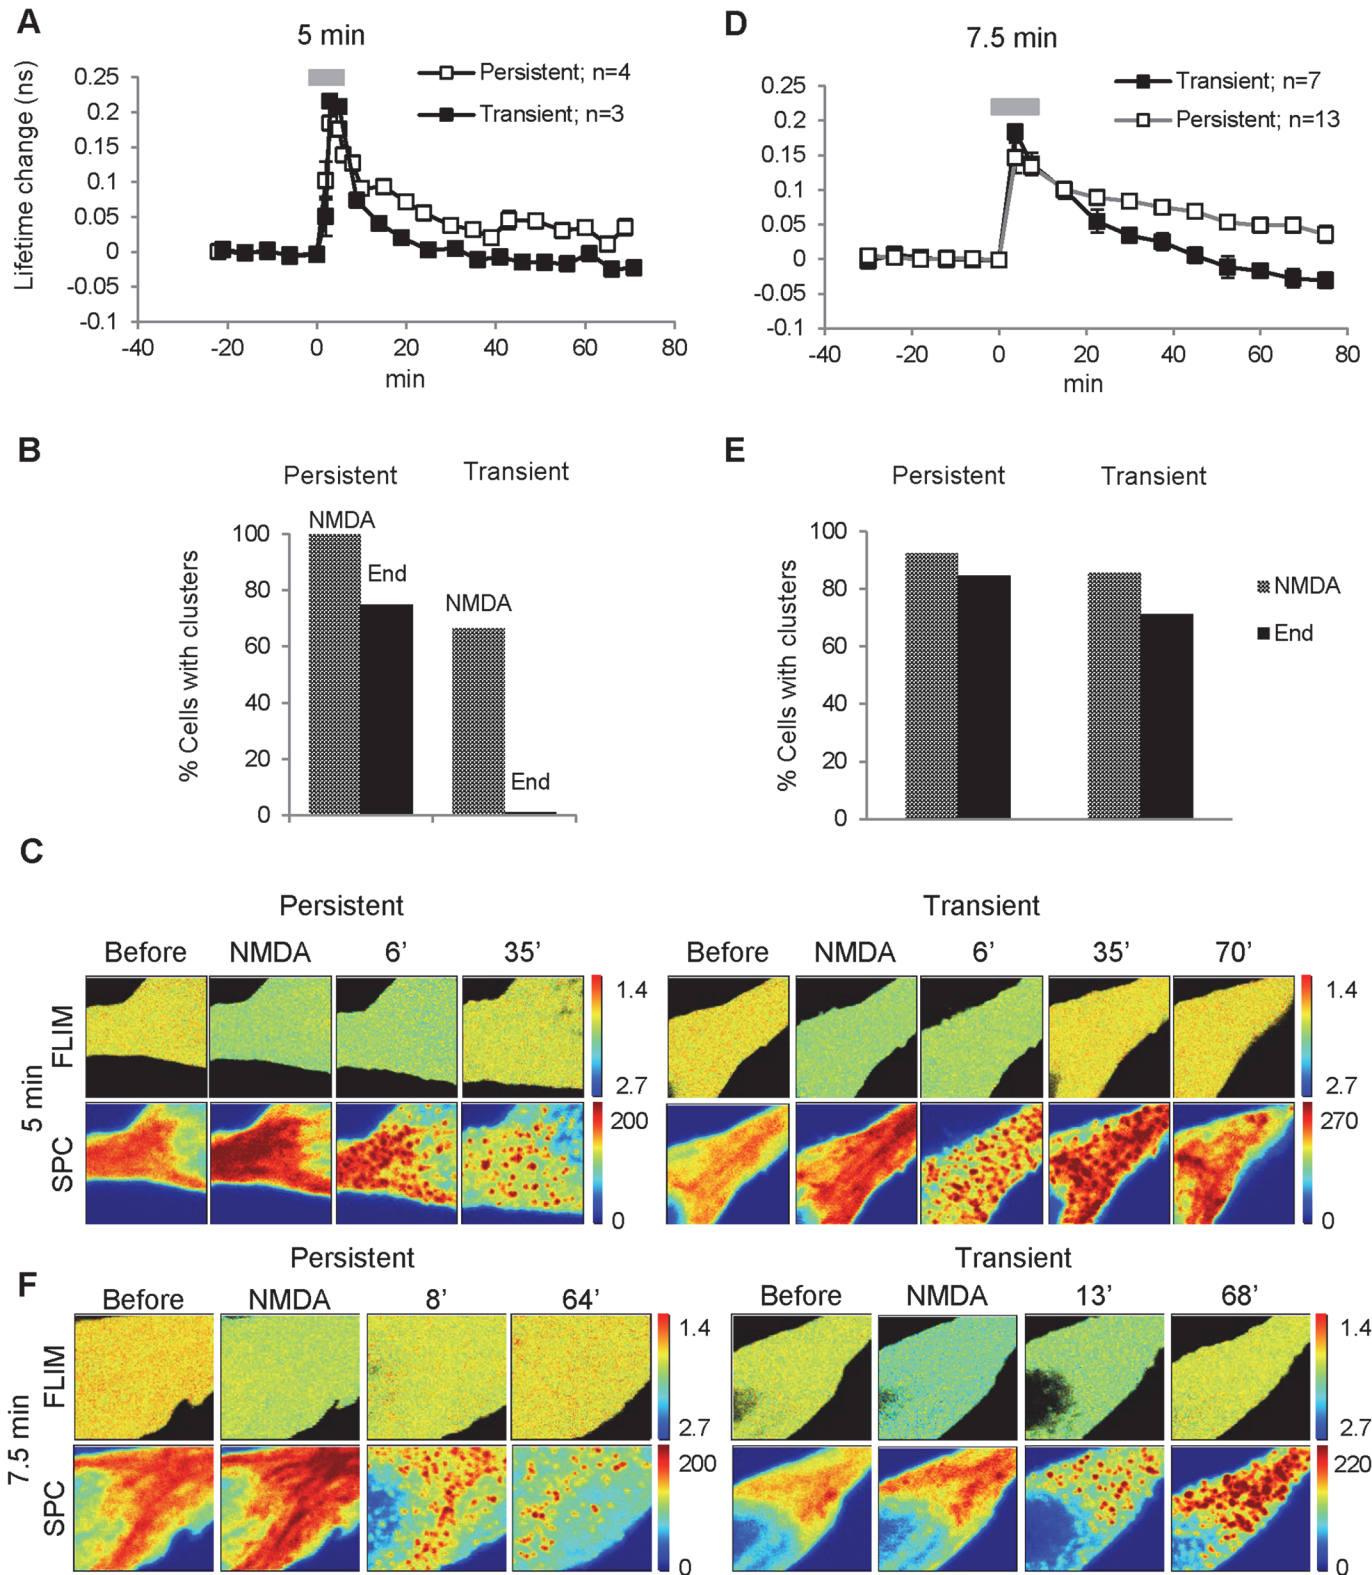 A
5 min
Lifetime change (ns)
0.25
0.2
0.15
0.1
0.05
0
-0.05
-0.1
-40
-20
0
20
40
60
80
min
Persistent; n=4
Transient; n=3
D
7.5 min
0.25
0.2
0.15
0.1
0.05
0
-0.05
-0.1
-40
-20
0
20
40
60
80
min
Transient; n=7
Persistent; n=13
B
Persistent
Transient
% Cells with clusters
100
80
60
40
20
0
NMDA
End
NMDA
End
E
Persistent
Transient
% Cells with clusters
100
80
60
40
20
0
NMDA
End
C
Persistent
Transient
Before NMDA 6' 35'
Before NMDA 6' 35' 70'
5 min
FLIM
SPC
1.4
2.7
200
0
1.4
2.7
270
0
F
Persistent
Transient
Before NMDA 8' 64'
Before NMDA 13' 68'
7.5 min
FLIM
SPC
1.4
2.7
200
0
1.4
2.7
220
0